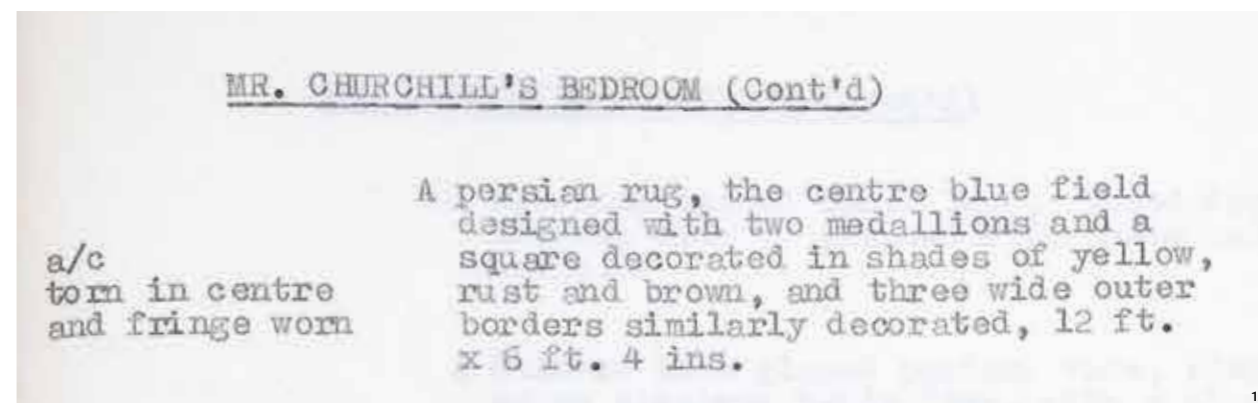 MR. CHURCHILL'S BEDROOM (Cont'd)
A persian rug, the centre blue field
designed with two medallions and a
square decorated in shades of yellow,
rust and brown, and three wide outer
borders similarly decorated, 12 ft.
x 6 ft. 4 ins.
a/c
torn in centre
and fringe worn
1